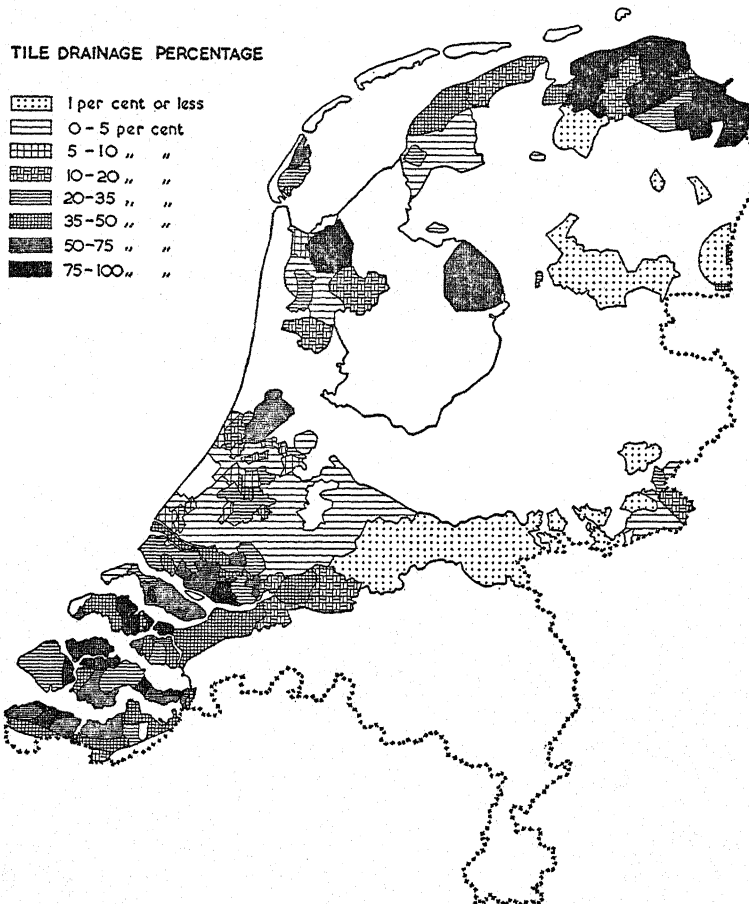 TILE DRAINAGE PERCENTAGE
1 per cent or less
0-5 per cent
5-10 „ „
10-20 „ „
20-35 „ „
35-50 „ „
50-75 „ „
75-100 „ „